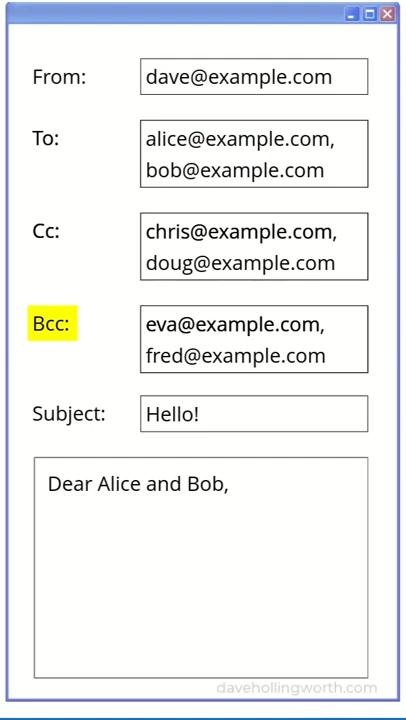 From: dave@example.com
To: alice@example.com,
bob@example.com
Cc: chris@example.com,
doug@example.com
Bcc: eva@example.com,
fred@example.com
Subject: Hello!
Dear Alice and Bob,
davehollingworth.com